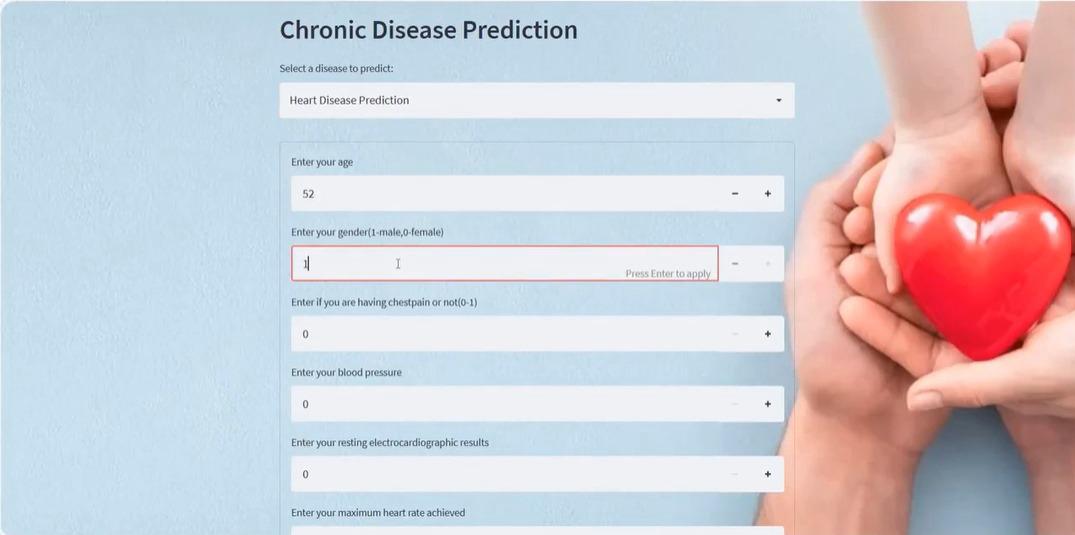 Chronic Disease Prediction
Select a disease to predict:
Heart Disease Prediction
Enter your age
52
Enter your gender(1-male,0-female)
1
Press Enter to apply
Enter if you are having chestpain or not(0-1)
0
Enter your blood pressure
0
Enter your resting electrocardiographic results
0
Enter your maximum heart rate achieved